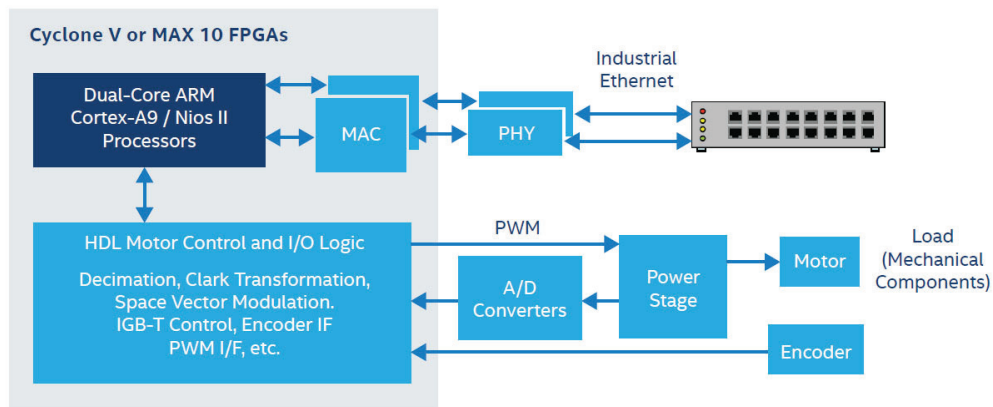 Cyclone V or MAX 10 FPGAs
Dual-Core ARM
Cortex-A9 / Nios II
Processors
MAC
PHY
Industrial
Ethernet
HDL Motor Control and I/O Logic
Decimation, Clark Transformation,
Space Vector Modulation.
IGB-T Control, Encoder IF
PWM I/F, etc.
PWM
A/D
Converters
Power
Stage
Motor
Load
(Mechanical
Components)
Encoder